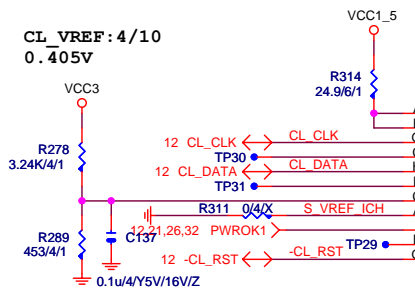 CL_VREF:4/10
0.405V
VCC1_5
VCC3
R314
24.9/6/1
R278
3.24K/4/1
12 CL_CLK
CL_CLK
TP30
12 CL_DATA
CL_DATA
TP31
R311
0/4/X
S_VREF_ICH
R289
453/4/1
C137
12,21,26,32
PWROK1
TP29
12 -CL_RST
-CL_RST
0.1u/4/Y5V/16V/Z